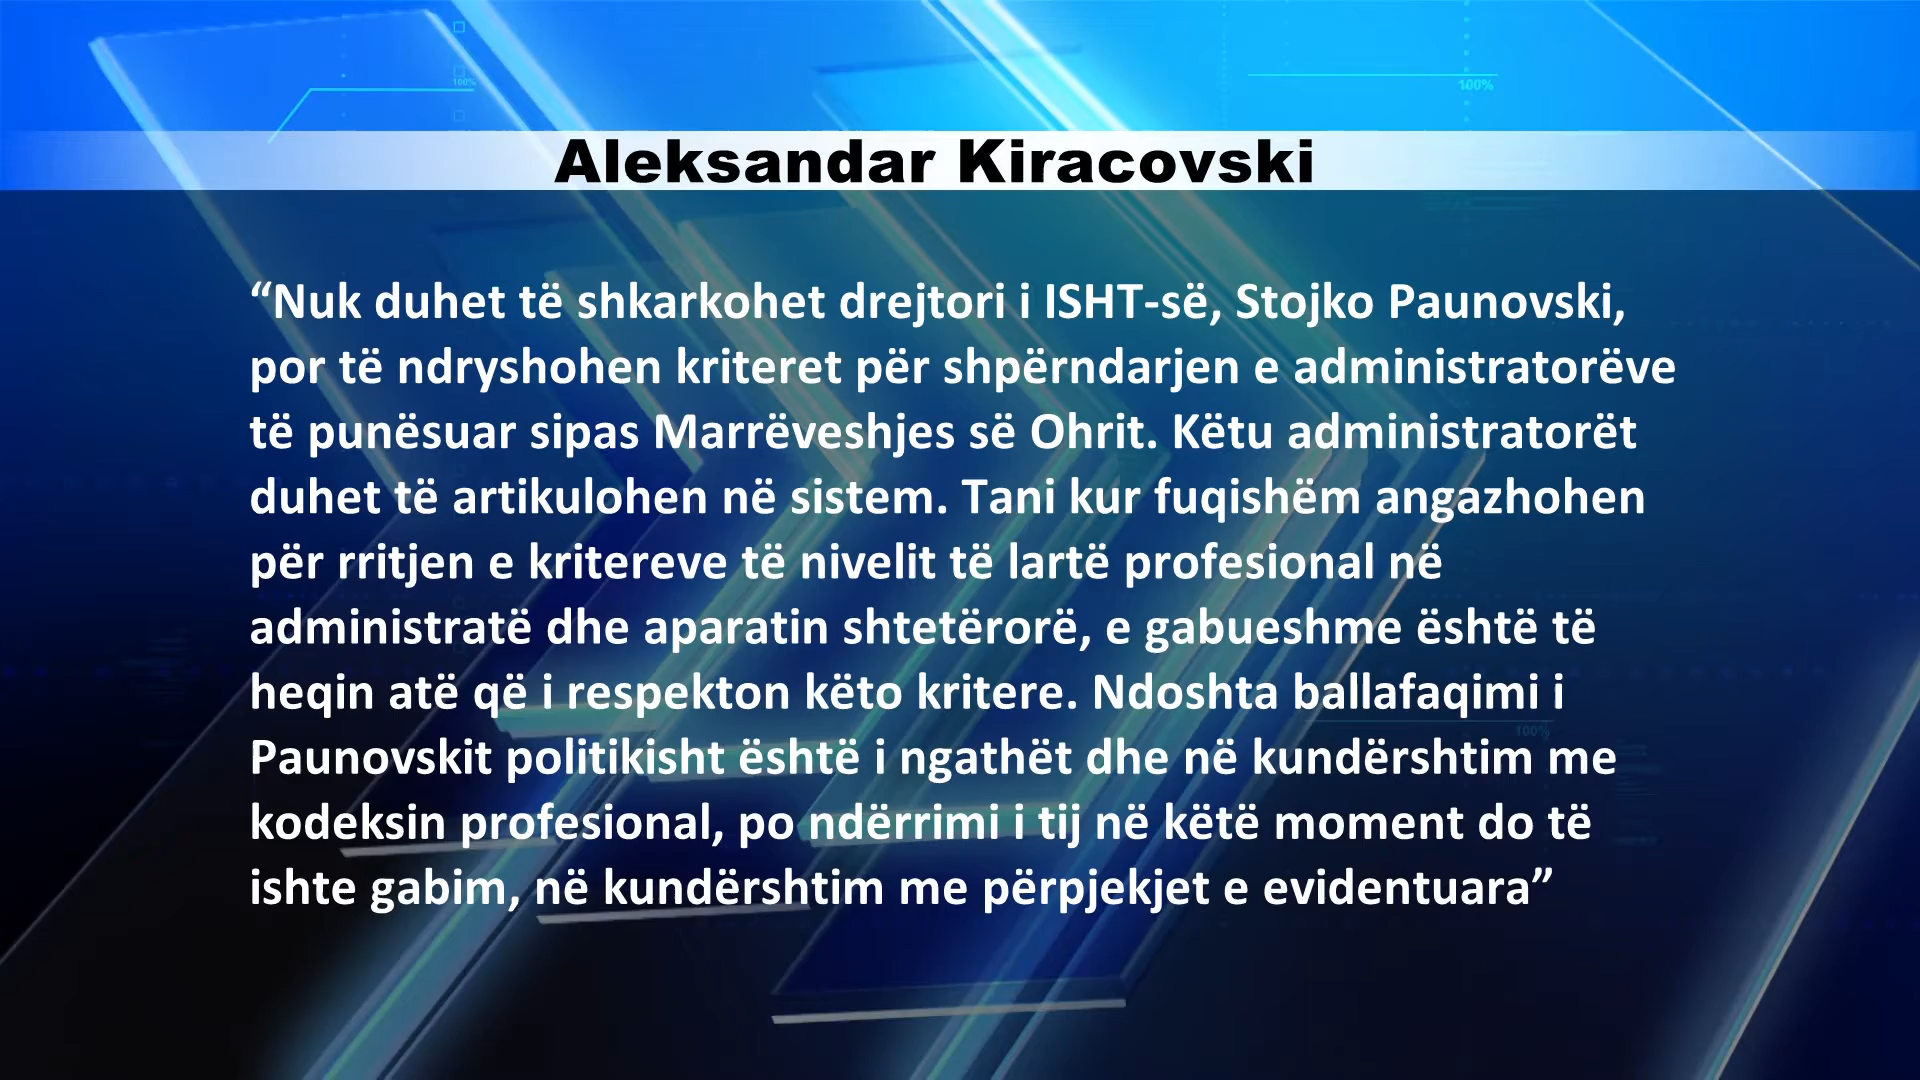 100%
100%
Aleksandar Kiracovski
“Nuk duhet të shkarkohet drejtori i ISHT-së, Stojko Paunovski,
por të ndryshohen kriteret për shpërndarjen e administratorëve
të punësuar sipas Marrëveshjes së Ohrit. Këtu administratorët
duhet të artikulohen në sistem. Tani kur fuqishëm angazhohen
për rritjen e kritereve të nivelit të lartë profesional në
administratë dhe aparatin shtetërorë, e gabueshme është të
heqin atë që i respekton këto kritere. Ndoshta ballafaqimi i
100%
Paunovskit politikisht është i ngathët dhe në kundërshtim me
kodeksin profesional, po ndërrimi i tij në këtë moment do të
ishte gabim, në kundërshtim me përpjekjet e evidentuara”